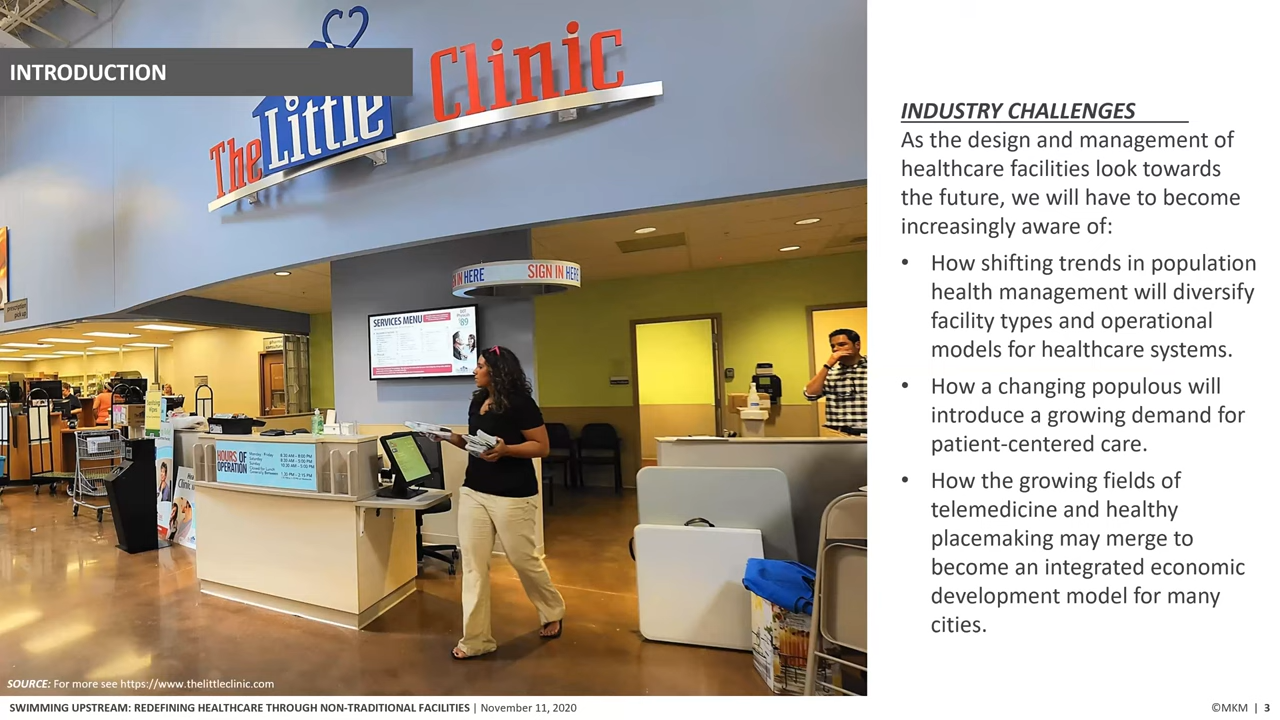 INTRODUCTION
The Little Clinic
SIGN IN HERE
IN HERE
SERVICES MENU
$89
HOURS OF
OPERATION
INDUSTRY CHALLENGES
As the design and management of
healthcare facilities look towards
the future, we will have to become
increasingly aware of:
• How shifting trends in population
health management will diversify
facility types and operational
models for healthcare systems.
• How a changing populous will
introduce a growing demand for
patient-centered care.
• How the growing fields of
telemedicine and healthy
placemaking may merge to
become an integrated economic
development model for many
cities.
SOURCE: For more see https://www.thelittleclinic.com
SWIMMING UPSTREAM: REDEFINING HEALTHCARE THROUGH NON-TRADITIONAL FACILITIES | November 11, 2020
©MKM | 3